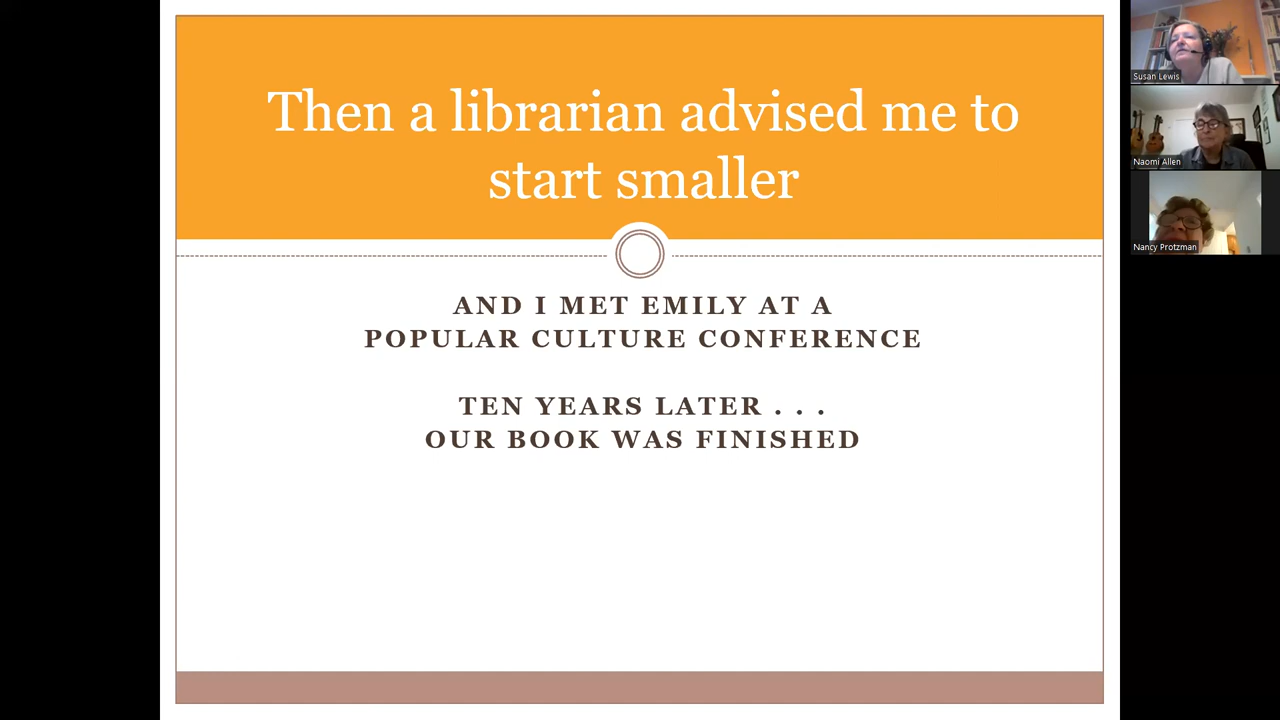 Then a librarian advised me to
start smaller
AND I MET EMILY AT A
POPULAR CULTURE CONFERENCE
TEN YEARS LATER . . .
OUR BOOK WAS FINISHED
Susan Lewis
Naomi Allen
Nancy Protzman